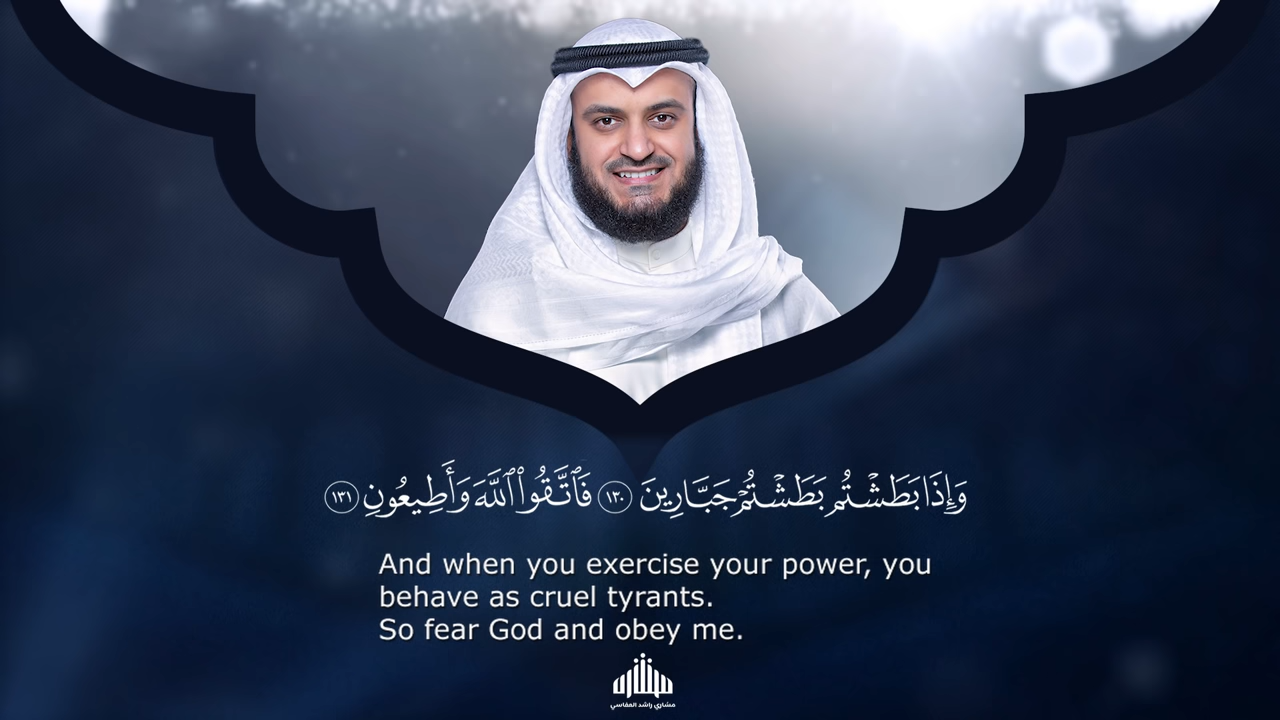 وَإِذَا بَطَشْتُم بَطَشْتُمْ جَبَّارِينَ ١٣٠ فَٱتَّقُوا۟ ٱللَّهَ وَأَطِيعُونِ ١٣١
And when you exercise your power, you
behave as cruel tyrants.
So fear God and obey me.
مشاري راشد العفاسي